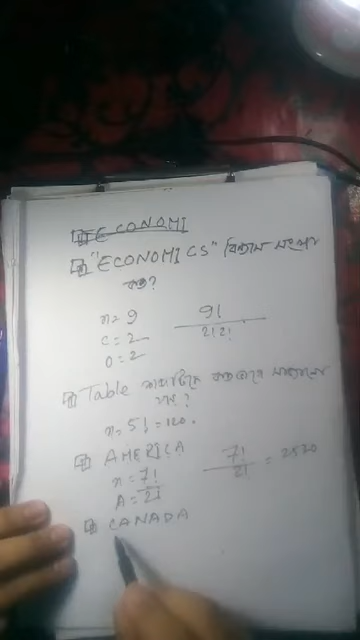 ECONOMI
"ECONOMICS" বিন্যাস সংখ্যা
কত?
n = 9
9!
C = 2
2! 2!
O = 2
Table শব্দটিকে কতভাবে সাজানো
যায়?
n = 5! = 120.
AMERICA
n = 7!
7! / 2! = 2520
A = 2!
CANADA